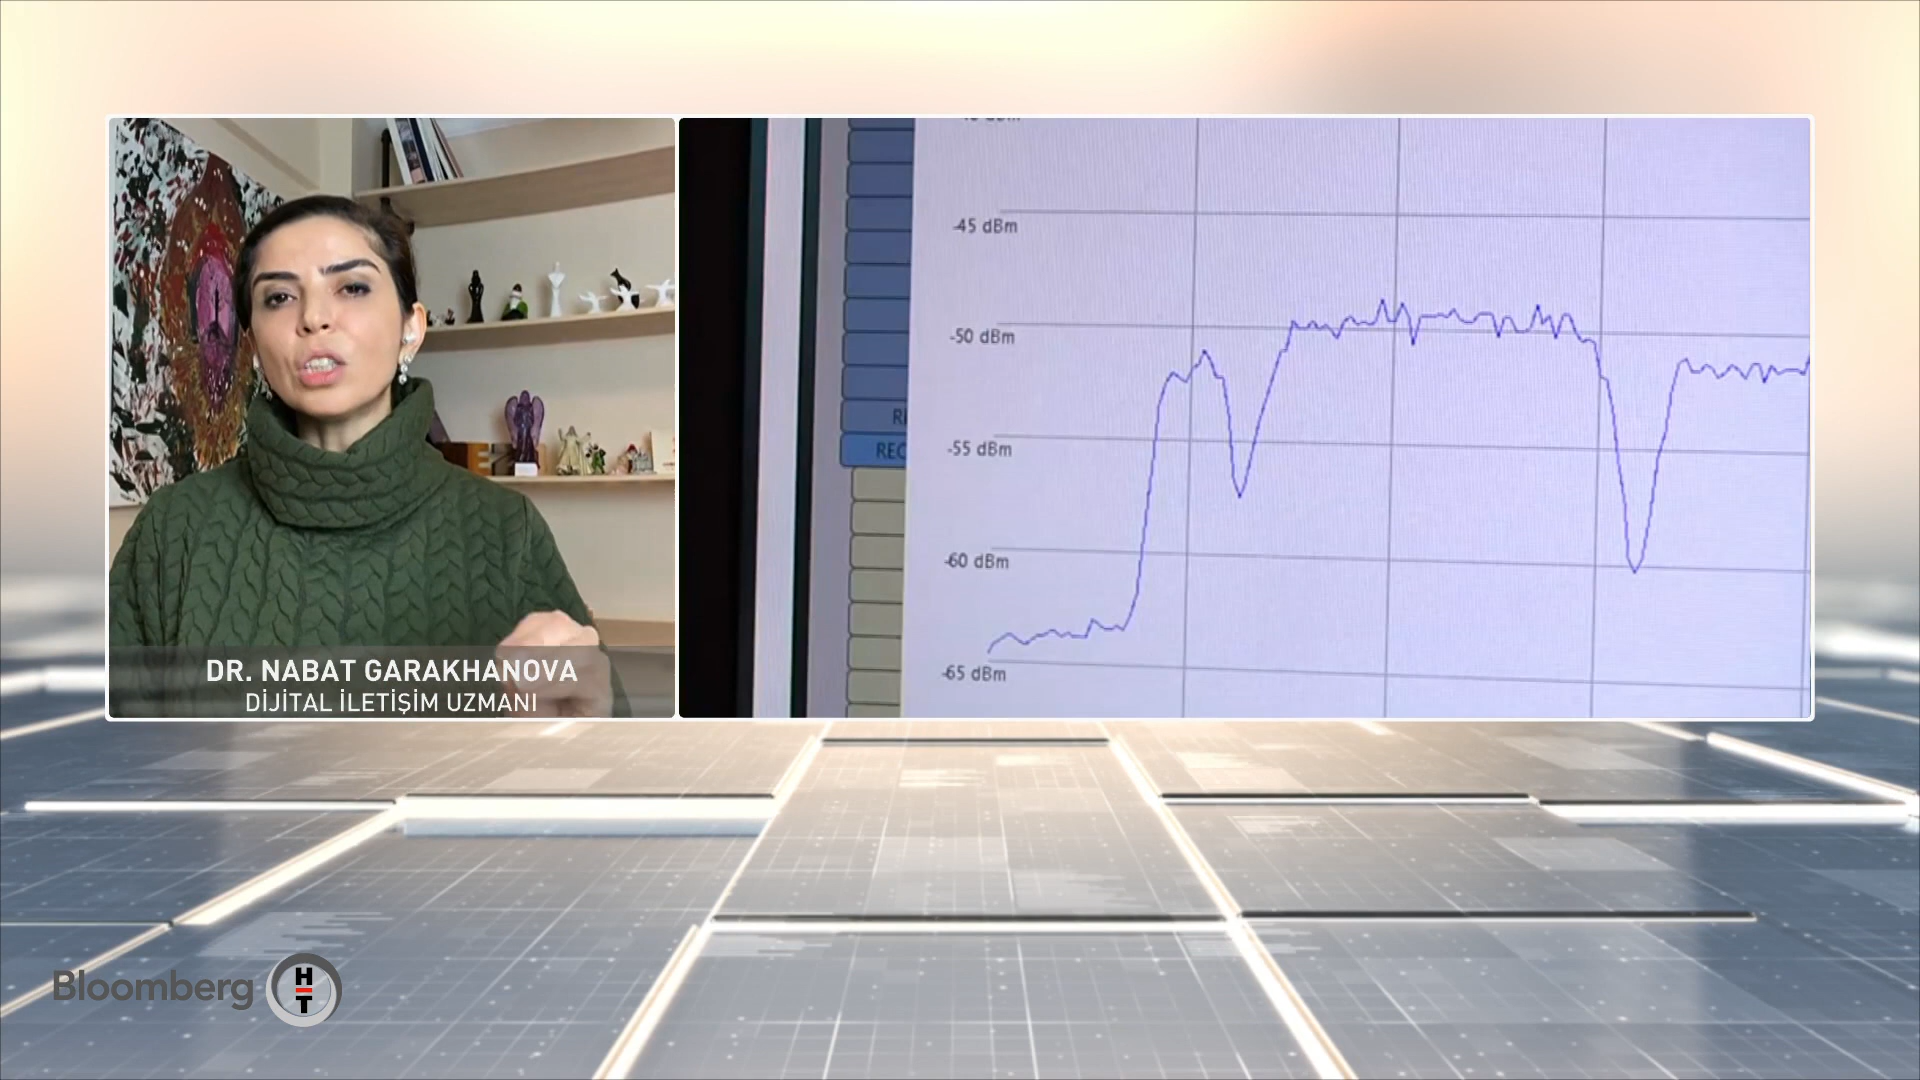 DR. NABAT GARAKHANOVA
DİJİTAL İLETİŞİM UZMANI
-45 dBm
-50 dBm
-55 dBm
-60 dBm
-65 dBm
Bloomberg HT